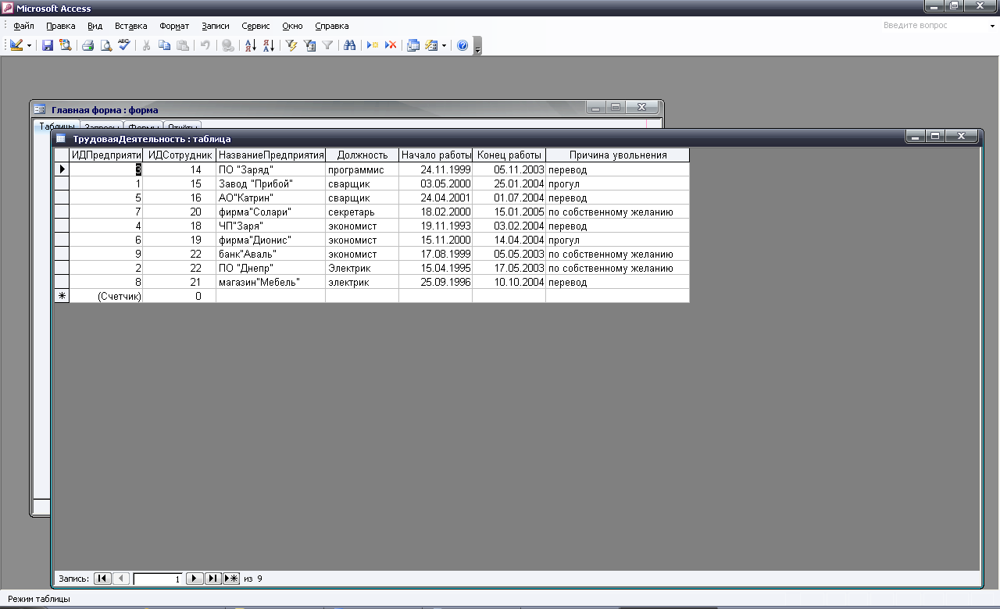 Microsoft Access
Файл Правка Вид Вставка Формат Записи Сервис Окно Справка Введите вопрос
Главная форма : форма
Таблицы Запросы Формы Отчёты
ТрудоваяДеятельность : таблица
ИДПредприяти ИДСотрудник НазваниеПредприятия Должность Начало работы Конец работы Причина увольнения
3 14 ПО "Заряд" программис 24.11.1999 05.11.2003 перевод
1 15 Завод "Прибой" сварщик 03.05.2000 25.01.2004 прогул
5 16 АО"Катрин" сварщик 24.04.2001 01.07.2004 перевод
7 20 фирма"Солари" секретарь 18.02.2000 15.01.2005 по собственному желанию
4 18 ЧП"Заря" экономист 19.11.1993 03.02.2004 перевод
6 19 фирма"Дионис" экономист 15.11.2000 14.04.2004 прогул
9 22 банк"Аваль" экономист 17.08.1999 05.05.2003 по собственному желанию
2 22 ПО "Днепр" Электрик 15.04.1995 17.05.2003 по собственному желанию
8 21 магазин"Мебель" электрик 25.09.1996 10.10.2004 перевод
(Счетчик) 0
Запись: 1 из 9
Режим таблицы